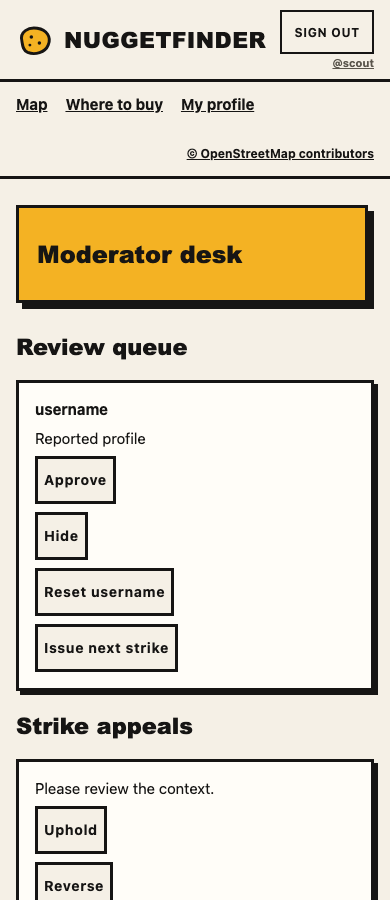 NUGGETFINDER
SIGN OUT
@scout
Map Where to buy My profile
© OpenStreetMap contributors
Moderator desk
Review queue
username
Reported profile
Approve
Hide
Reset username
Issue next strike
Strike appeals
Please review the context.
Uphold
Reverse